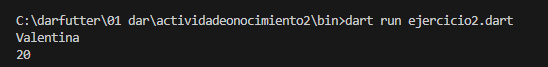 C:\darfutter\01 dar\actividadeonocimiento2\bin>dart run ejercicio2.dart
Valentina
20